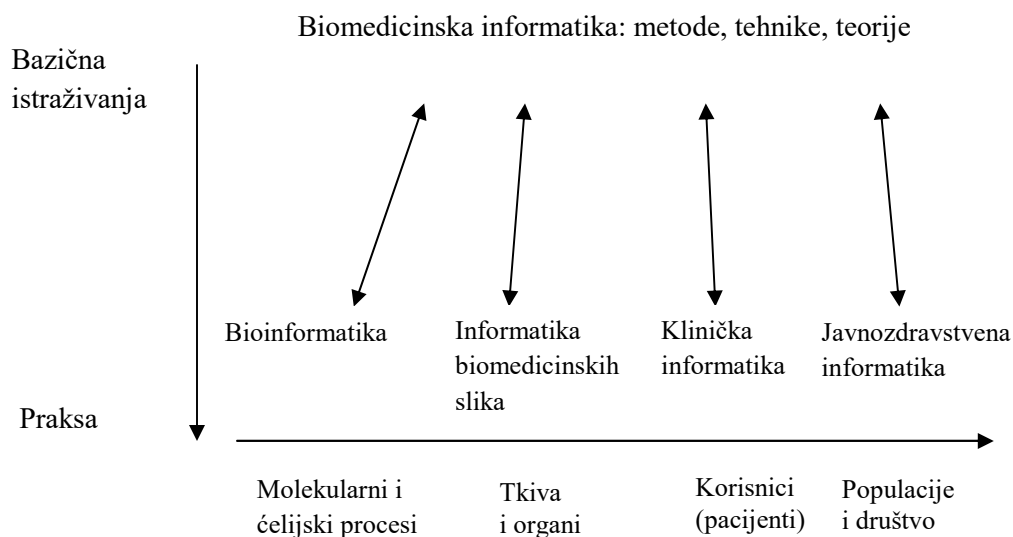 Biomedicinska informatika: metode, tehnike, teorije
Bazična
istraživanja
Bioinformatika
Informatika
biomedicinskih
slika
Klinička
informatika
Javnozdravstvena
informatika
Praksa
Molekularni i
ćelijski procesi
Tkiva
i organi
Korisnici
(pacijenti)
Populacije
i društvo